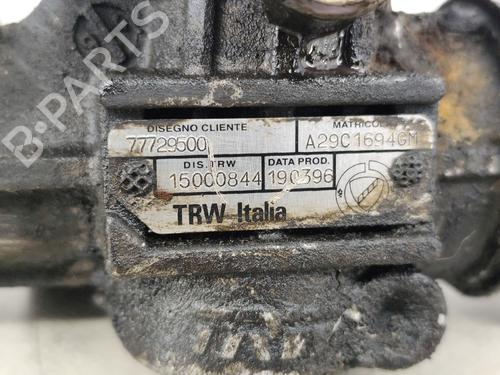 B-PARTS
DISEGNO CLIENTE
77729500
MATRICOLA
A29C1694GM
DIS. TRW
15000844
DATA PROD.
190396
TRW Italia